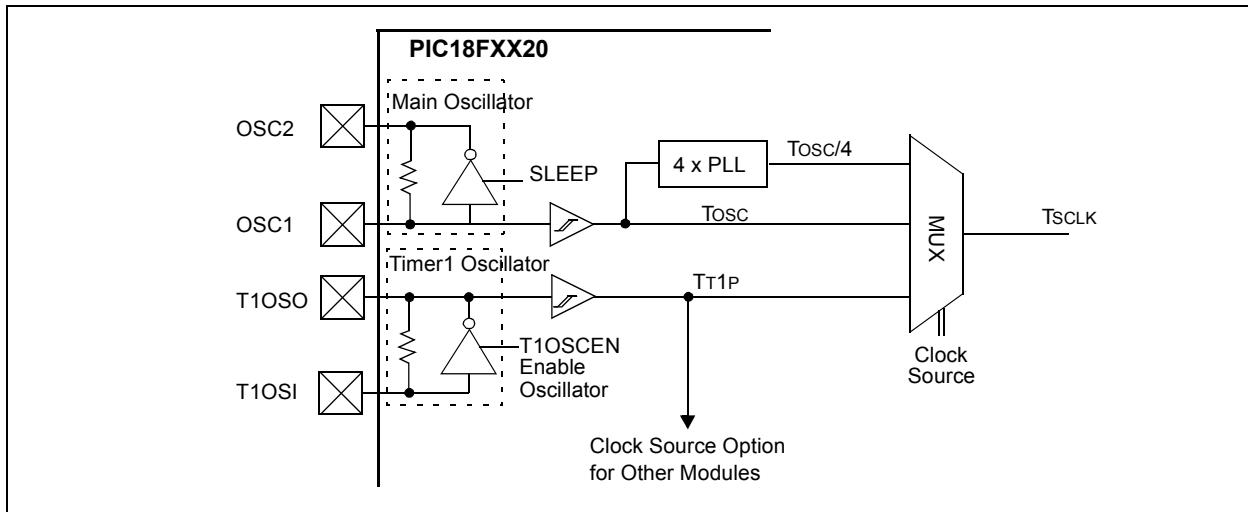 PIC18FXX20
Main Oscillator
OSC2
4 x PLL
TOSC/4
SLEEP
OSC1
TOSC
MUX
TSCLK
Timer1 Oscillator
T1OSO
TT1P
T1OSCEN
Enable
Oscillator
Clock
Source
T1OSI
Clock Source Option
for Other Modules